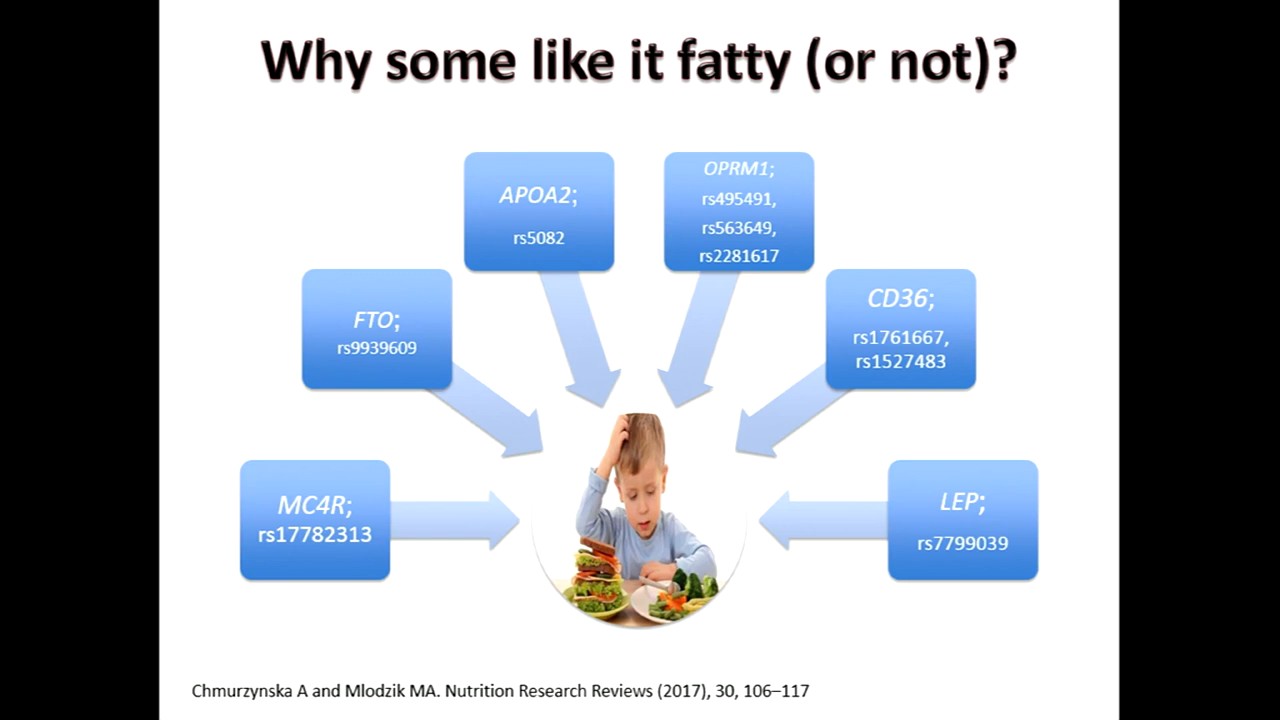 Why some like it fatty (or not)?
APOA2;
rs5082
OPRM1;
rs495491,
rs563649,
rs2281617
FTO;
rs9939609
CD36;
rs1761667,
rs1527483
MC4R;
rs17782313
LEP;
rs7799039
Chmurzynska A and Mlodzik MA. Nutrition Research Reviews (2017), 30, 106–117